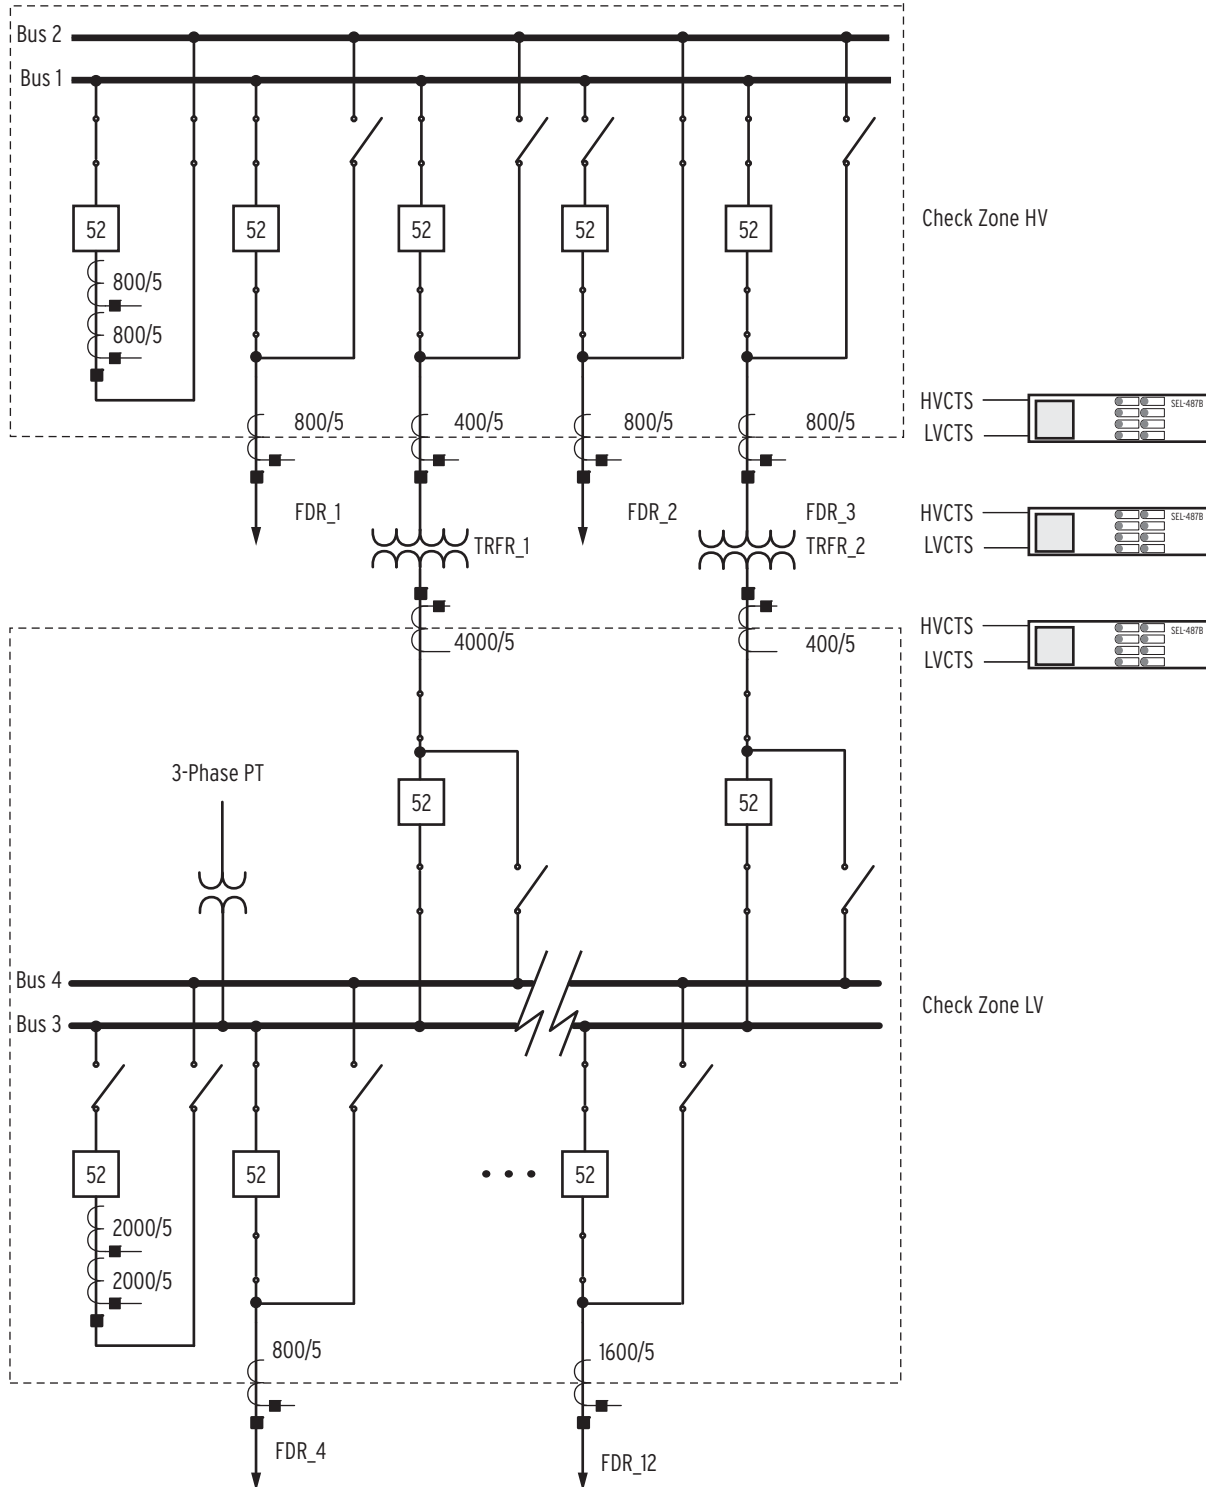 Bus 2
Bus 1
52
52
52
52
52
Check Zone HV
800/5
800/5
800/5
400/5
800/5
800/5
HVCTS
LVCTS
SEL-487B
FDR_1
TRFR_1
FDR_2
FDR_3
TRFR_2
HVCTS
LVCTS
SEL-487B
4000/5
400/5
HVCTS
LVCTS
SEL-487B
3-Phase PT
52
52
Bus 4
Bus 3
Check Zone LV
52
52
52
2000/5
2000/5
800/5
1600/5
FDR_4
FDR_12